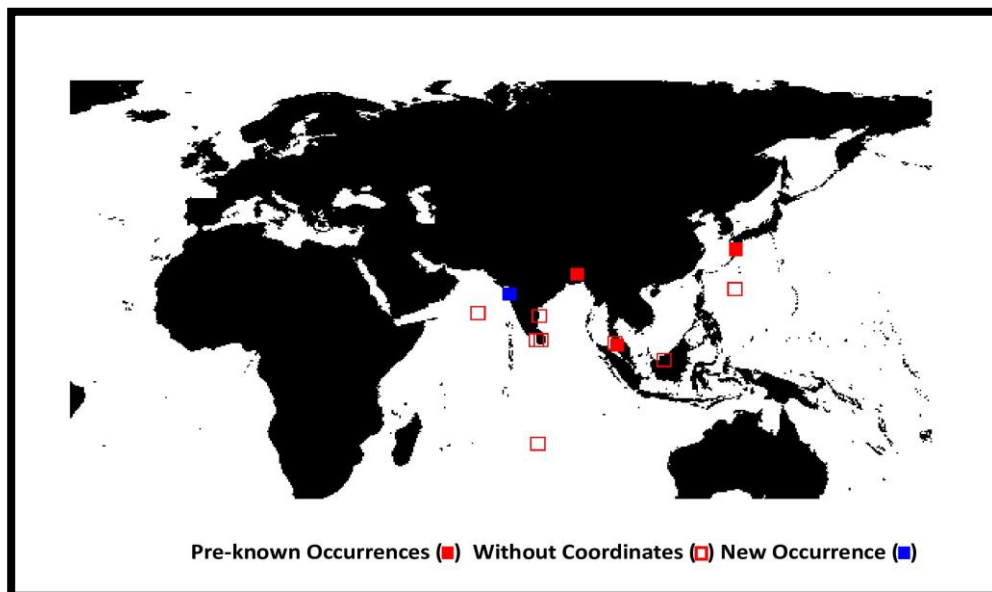 Pre-known Occurrences (■) Without Coordinates (□) New Occurrence (■)